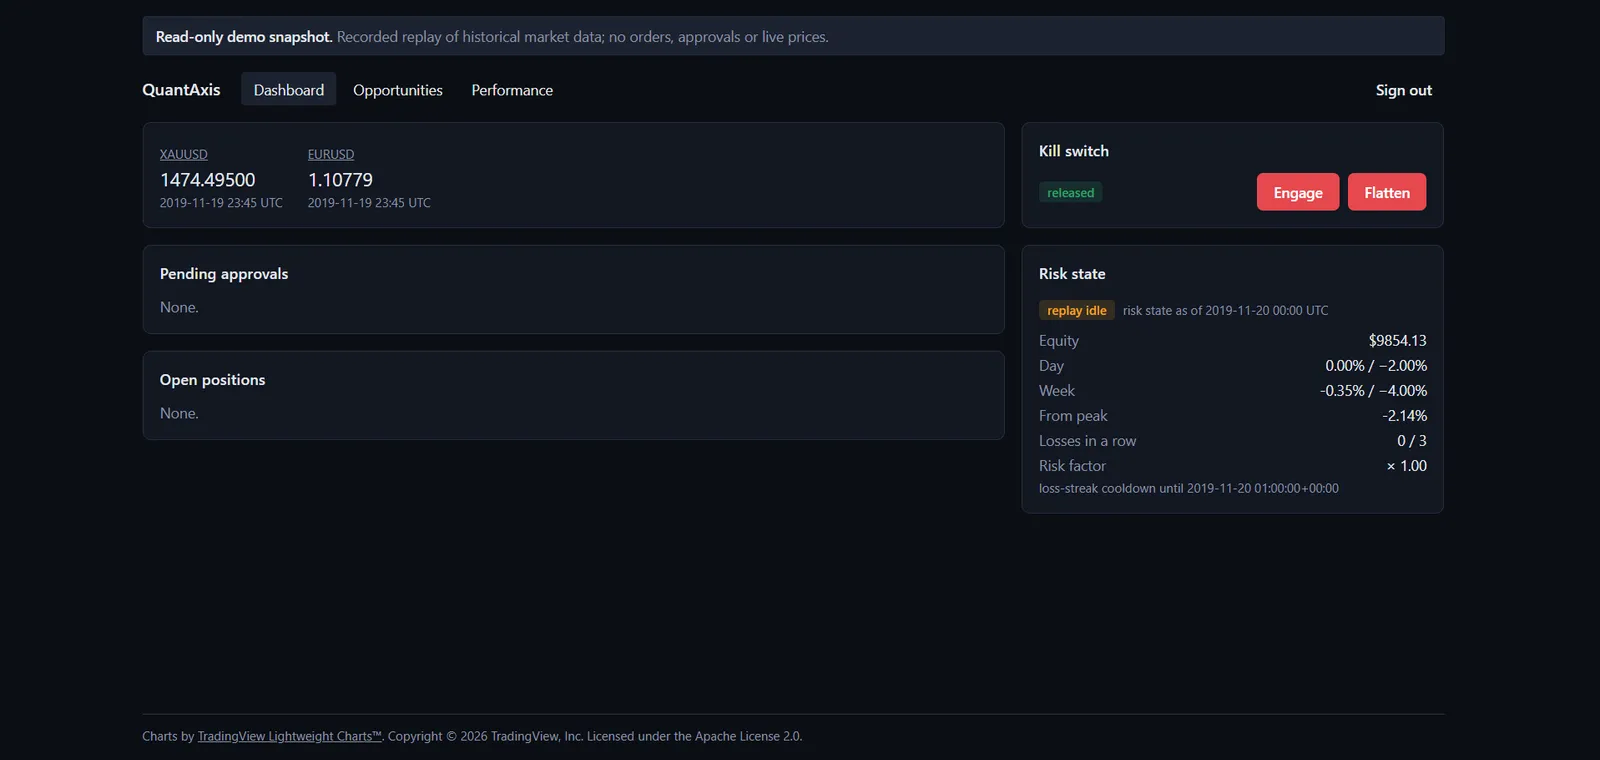 Read-only demo snapshot. Recorded replay of historical market data; no orders, approvals or live prices.
QuantAxis Dashboard Opportunities Performance Sign out
XAUUSD EURUSD
1474.49500 1.10779
2019-11-19 23:45 UTC 2019-11-19 23:45 UTC
Kill switch
released Engage Flatten
Pending approvals
None.
Open positions
None.
Risk state
replay idle risk state as of 2019-11-20 00:00 UTC
Equity $9854.13
Day 0.00% / −2.00%
Week -0.35% / −4.00%
From peak -2.14%
Losses in a row 0 / 3
Risk factor × 1.00
loss-streak cooldown until 2019-11-20 01:00:00+00:00
Charts by TradingView Lightweight Charts™. Copyright © 2026 TradingView, Inc. Licensed under the Apache License 2.0.